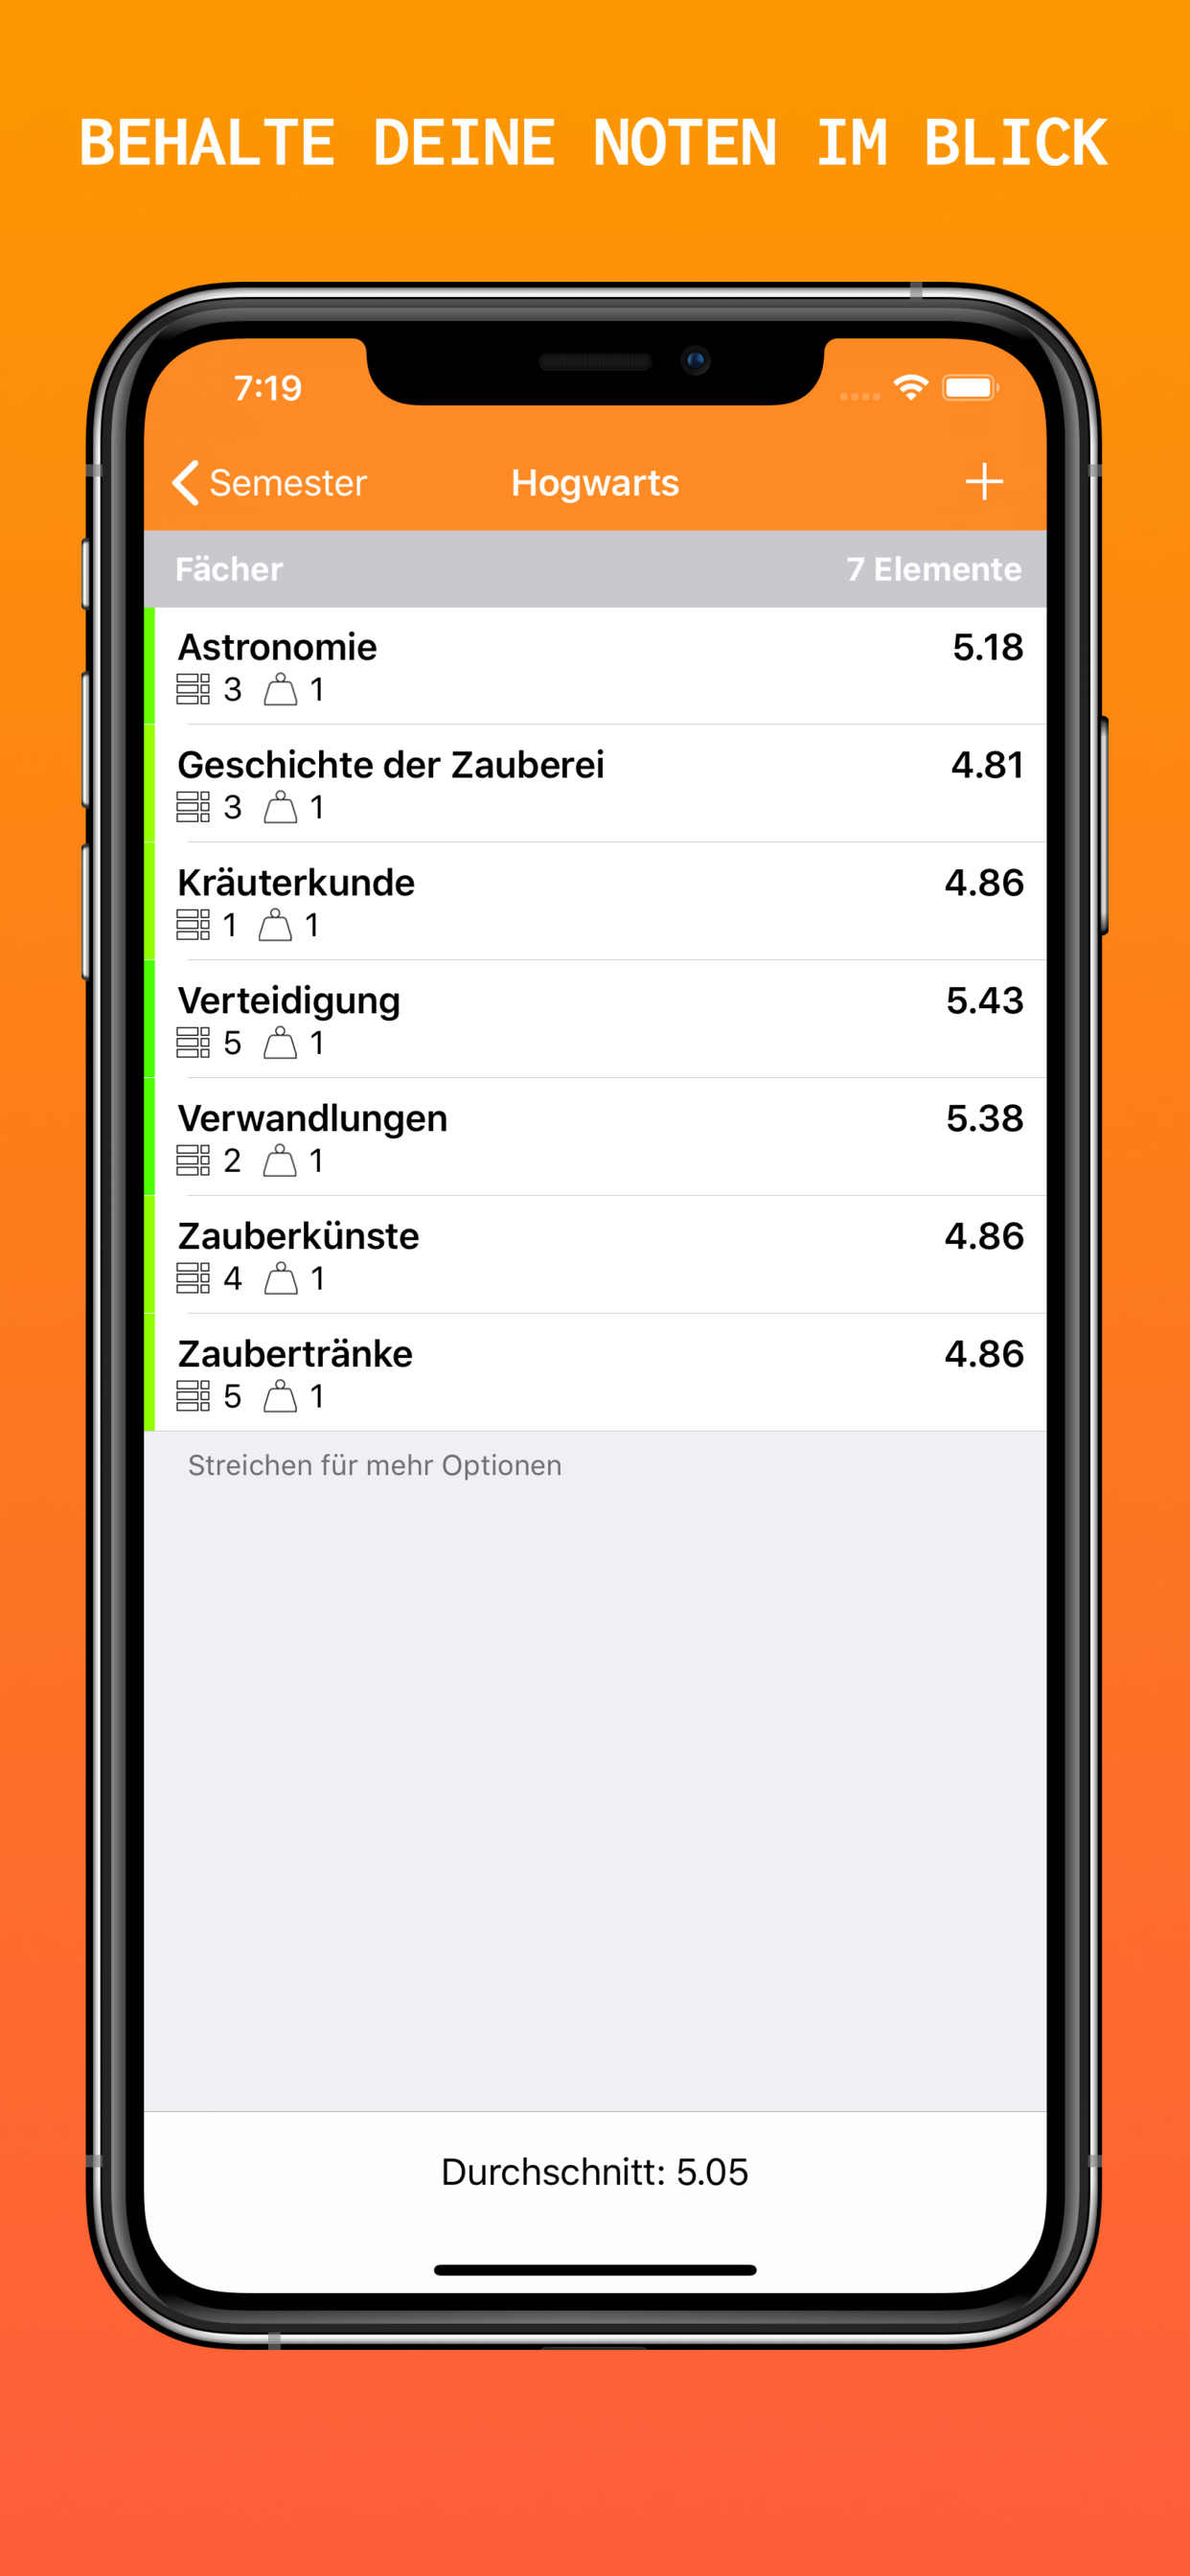 BEHALTE DEINE NOTEN IM BLICK
7:19
Semester Hogwarts +
Fächer 7 Elemente
Astronomie 5.18
3 1
Geschichte der Zauberei 4.81
3 1
Kräuterkunde 4.86
1 1
Verteidigung 5.43
5 1
Verwandlungen 5.38
2 1
Zauberkünste 4.86
4 1
Zaubertränke 4.86
5 1
Streichen für mehr Optionen
Durchschnitt: 5.05